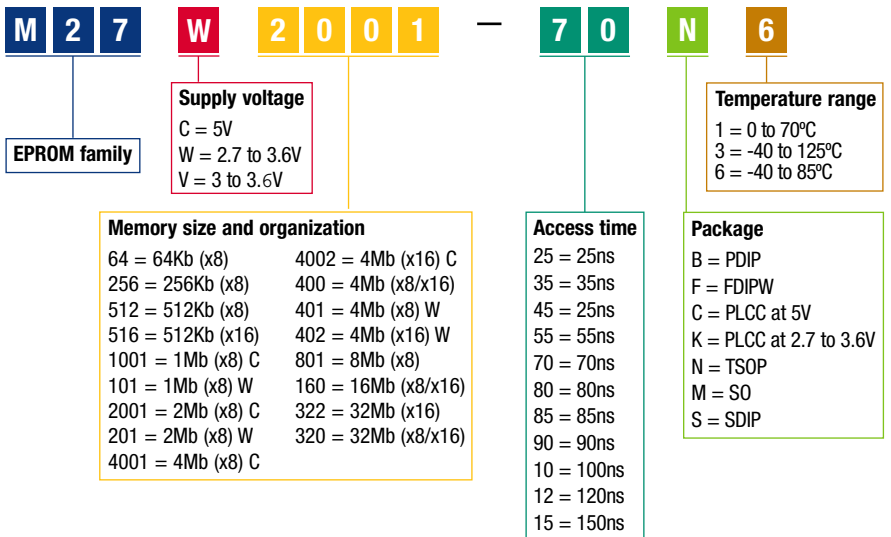 M27 W 2001 — 70 N 6
EPROM family
Supply voltage
C = 5V
W = 2.7 to 3.6V
V = 3 to 3.6V
Memory size and organization
64 = 64Kb (x8)
256 = 256Kb (x8)
512 = 512Kb (x8)
516 = 512Kb (x16)
1001 = 1Mb (x8) C
101 = 1Mb (x8) W
2001 = 2Mb (x8) C
201 = 2Mb (x8) W
4001 = 4Mb (x8) C
4002 = 4Mb (x16) C
400 = 4Mb (x8/x16)
401 = 4Mb (x8) W
402 = 4Mb (x16) W
801 = 8Mb (x8)
160 = 16Mb (x8/x16)
322 = 32Mb (x16)
320 = 32Mb (x8/x16)
Access time
25 = 25ns
35 = 35ns
45 = 25ns
55 = 55ns
70 = 70ns
80 = 80ns
85 = 85ns
90 = 90ns
10 = 100ns
12 = 120ns
15 = 150ns
Package
B = PDIP
F = FDIPW
C = PLCC at 5V
K = PLCC at 2.7 to 3.6V
N = TSOP
M = SO
S = SDIP
Temperature range
1 = 0 to 70ºC
3 = -40 to 125ºC
6 = -40 to 85ºC